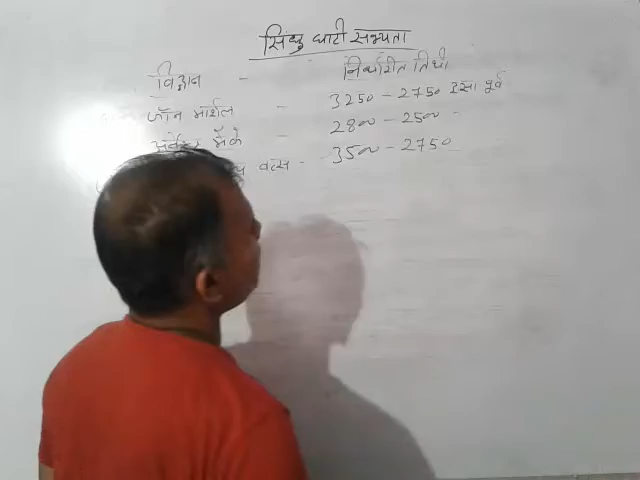 सिन्धु घाटी सभ्यता
विद्वान - निर्धारित तिथी
जॉन मार्शल - 3250 - 2750 ईसा पूर्व
अर्नेस्ट मैके - 2800 - 2500 -
वत्स - 3500 - 2750